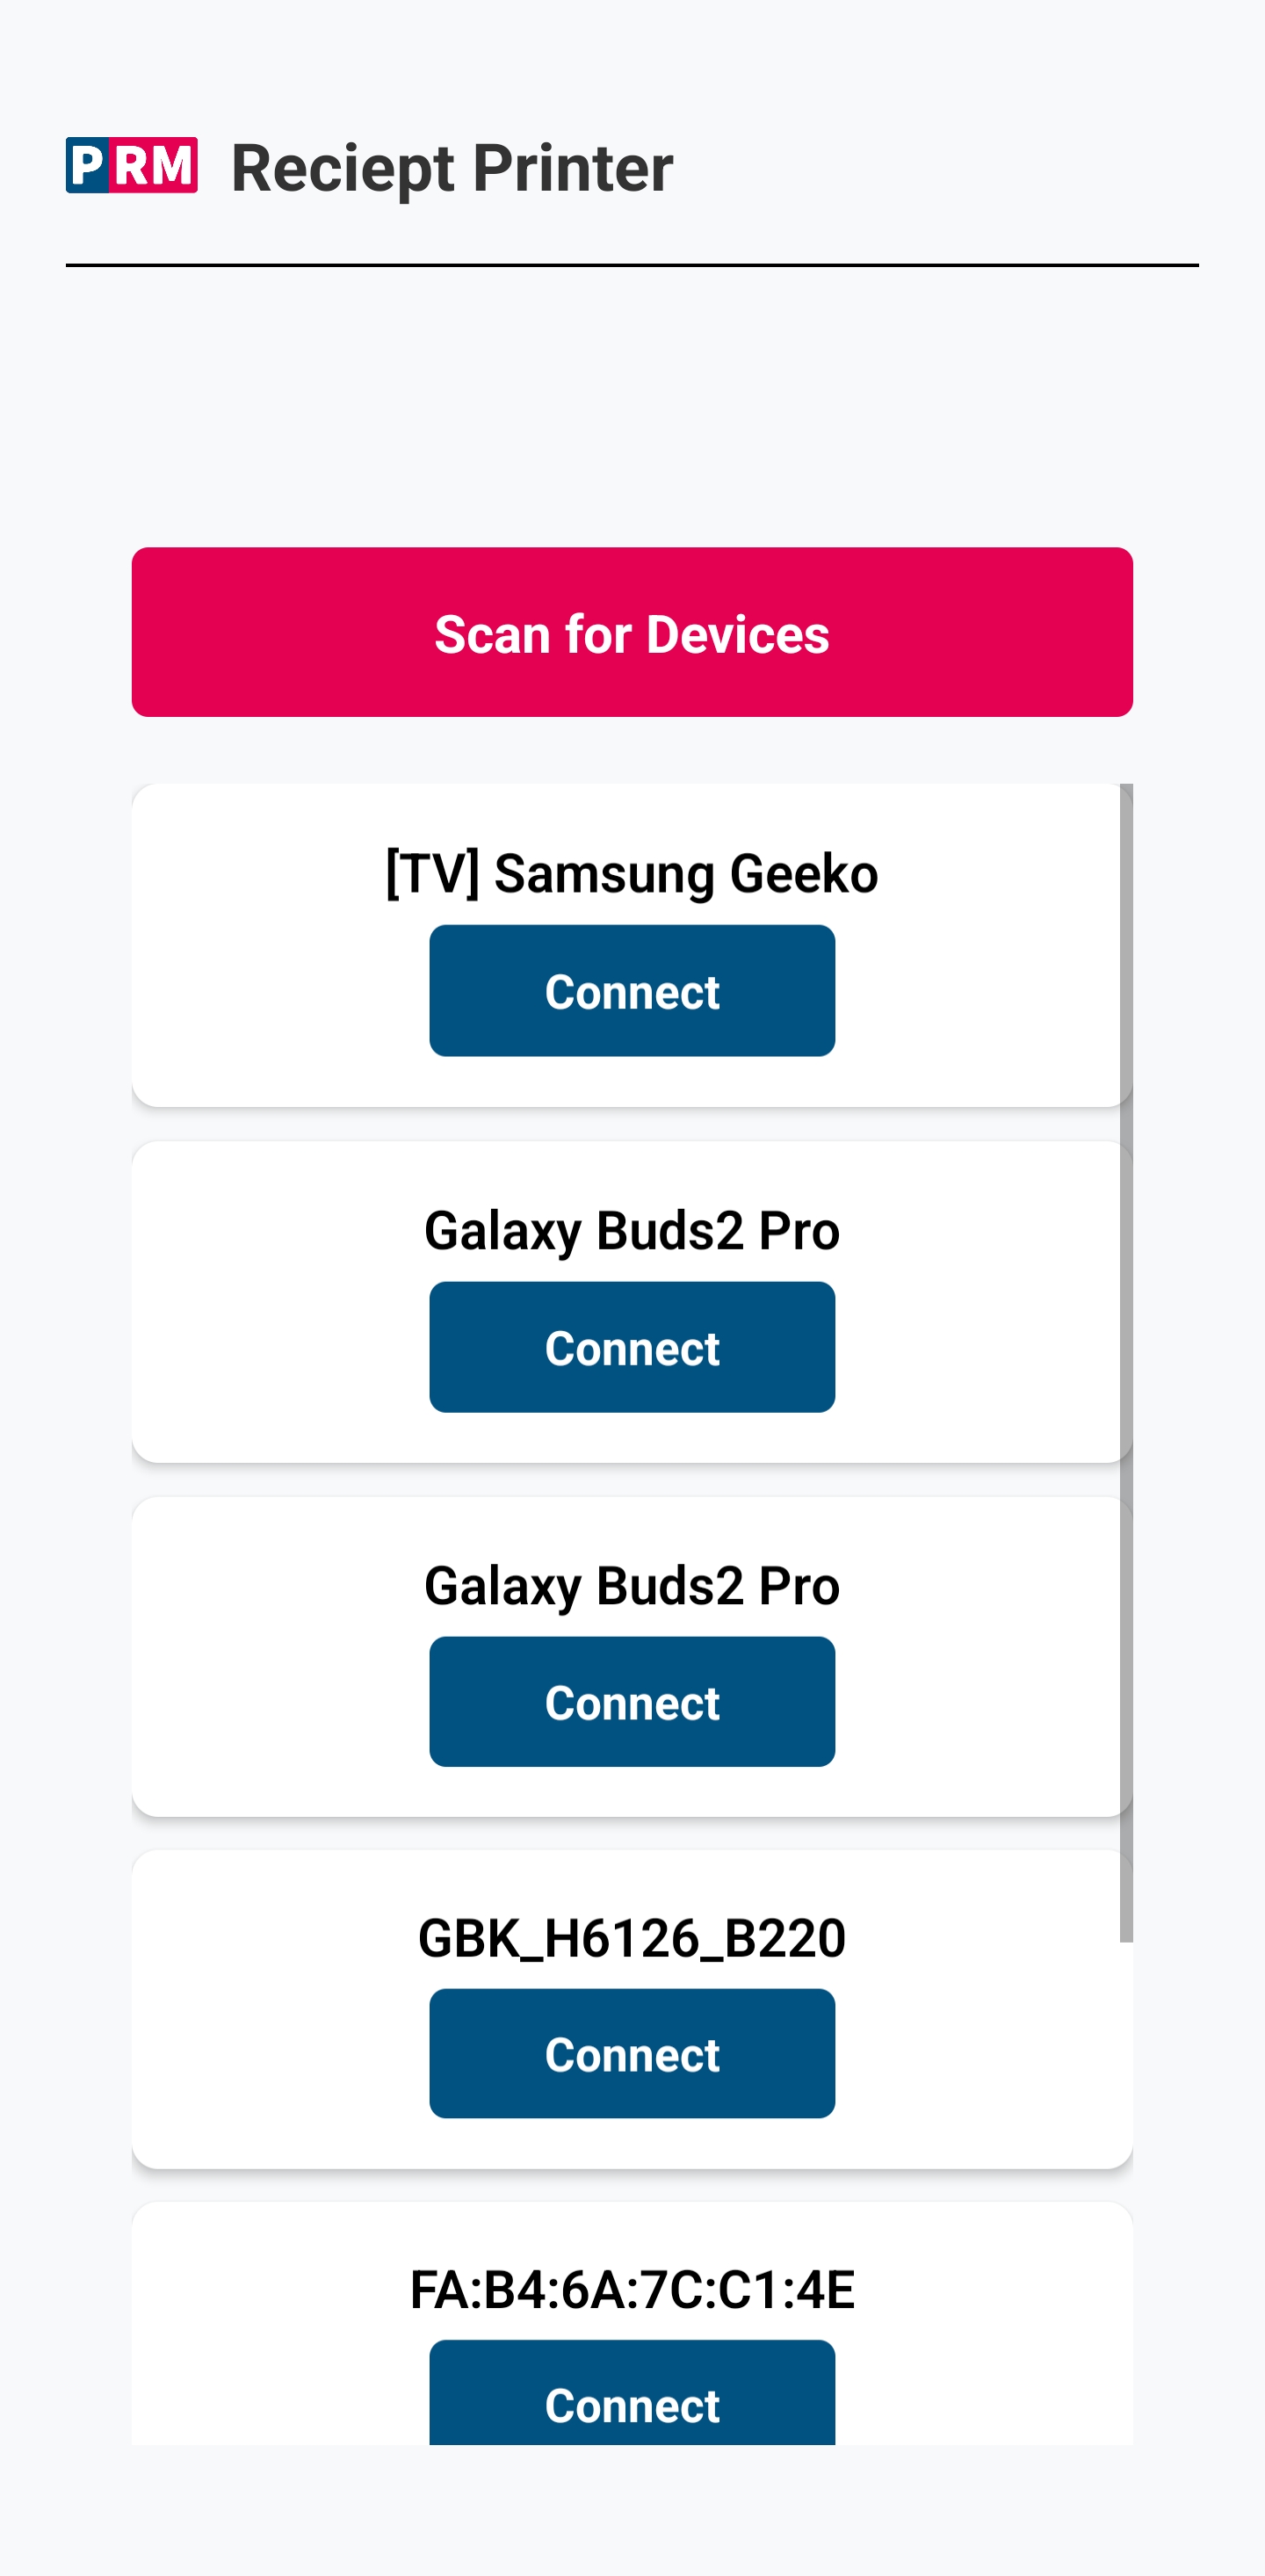 PRM Reciept Printer
Scan for Devices
[TV] Samsung Geeko
Connect
Galaxy Buds2 Pro
Connect
Galaxy Buds2 Pro
Connect
GBK_H6126_B220
Connect
FA:B4:6A:7C:C1:4E
Connect